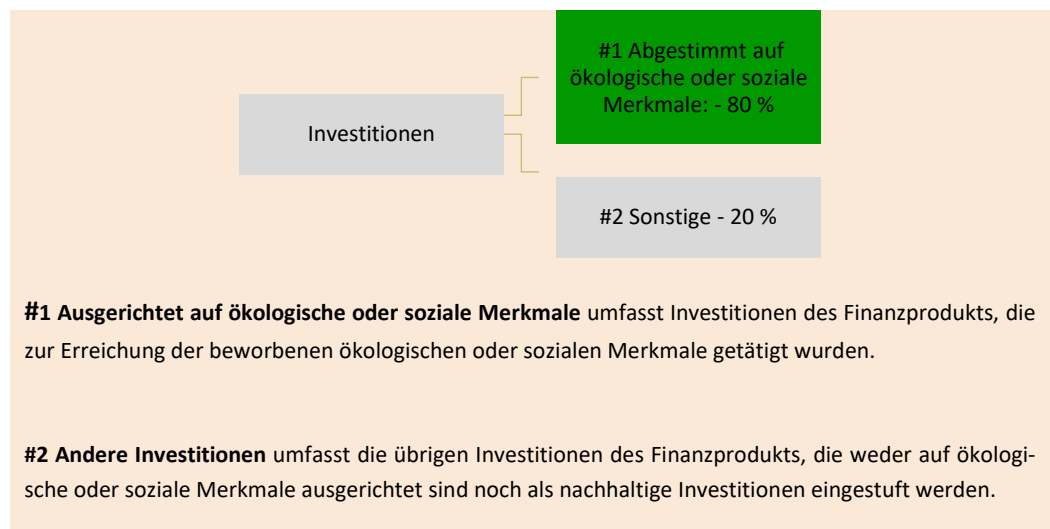 #1 Abgestimmt auf
ökologische oder soziale
Merkmale: - 80 %
Investitionen
#2 Sonstige - 20 %
#1 Ausgerichtet auf ökologische oder soziale Merkmale umfasst Investitionen des Finanzprodukts, die
zur Erreichung der beworbenen ökologischen oder sozialen Merkmale getätigt wurden.
#2 Andere Investitionen umfasst die übrigen Investitionen des Finanzprodukts, die weder auf ökologi-
sche oder soziale Merkmale ausgerichtet sind noch als nachhaltige Investitionen eingestuft werden.